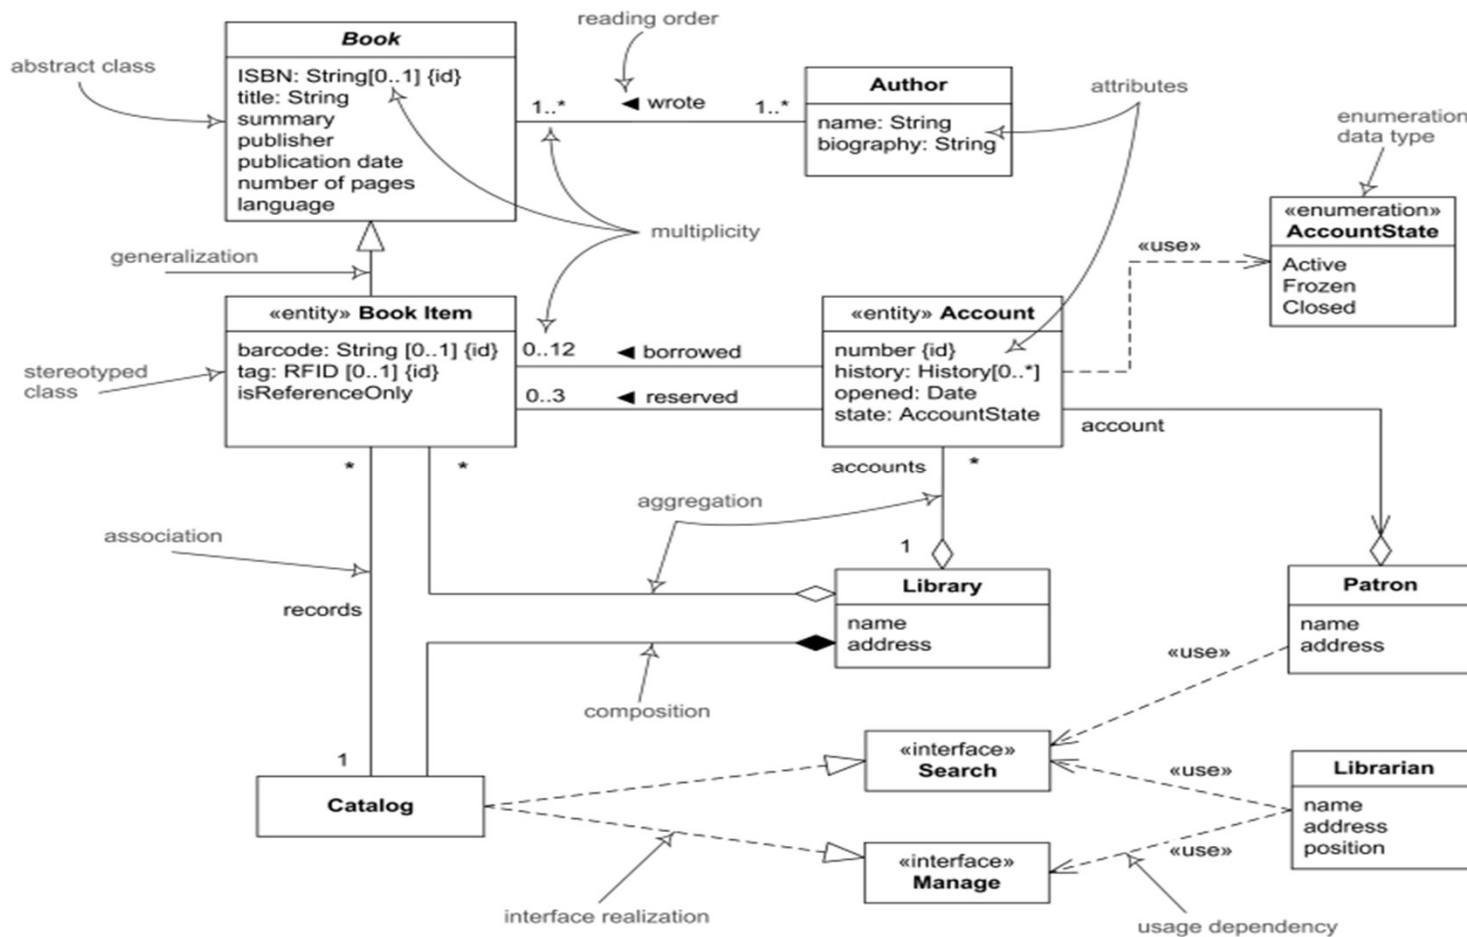 reading order
abstract class
Book
ISBN: String[0..1] {id}
title: String
summary
publisher
publication date
number of pages
language
1..*
◄ wrote
1..*
Author
name: String
biography: String
attributes
enumeration
data type
«enumeration»
AccountState
Active
Frozen
Closed
«use»
multiplicity
generalization
«entity» Book Item
barcode: String [0..1] {id}
tag: RFID [0..1] {id}
isReferenceOnly
stereotyped
class
0..12
◄ borrowed
0..3
◄ reserved
«entity» Account
number {id}
history: History[0..*]
opened: Date
state: AccountState
account
*
*
accounts
*
aggregation
association
1
records
Library
name
address
Patron
name
address
«use»
composition
1
Catalog
«interface»
Search
«use»
Librarian
name
address
position
«use»
«interface»
Manage
interface realization
usage dependency